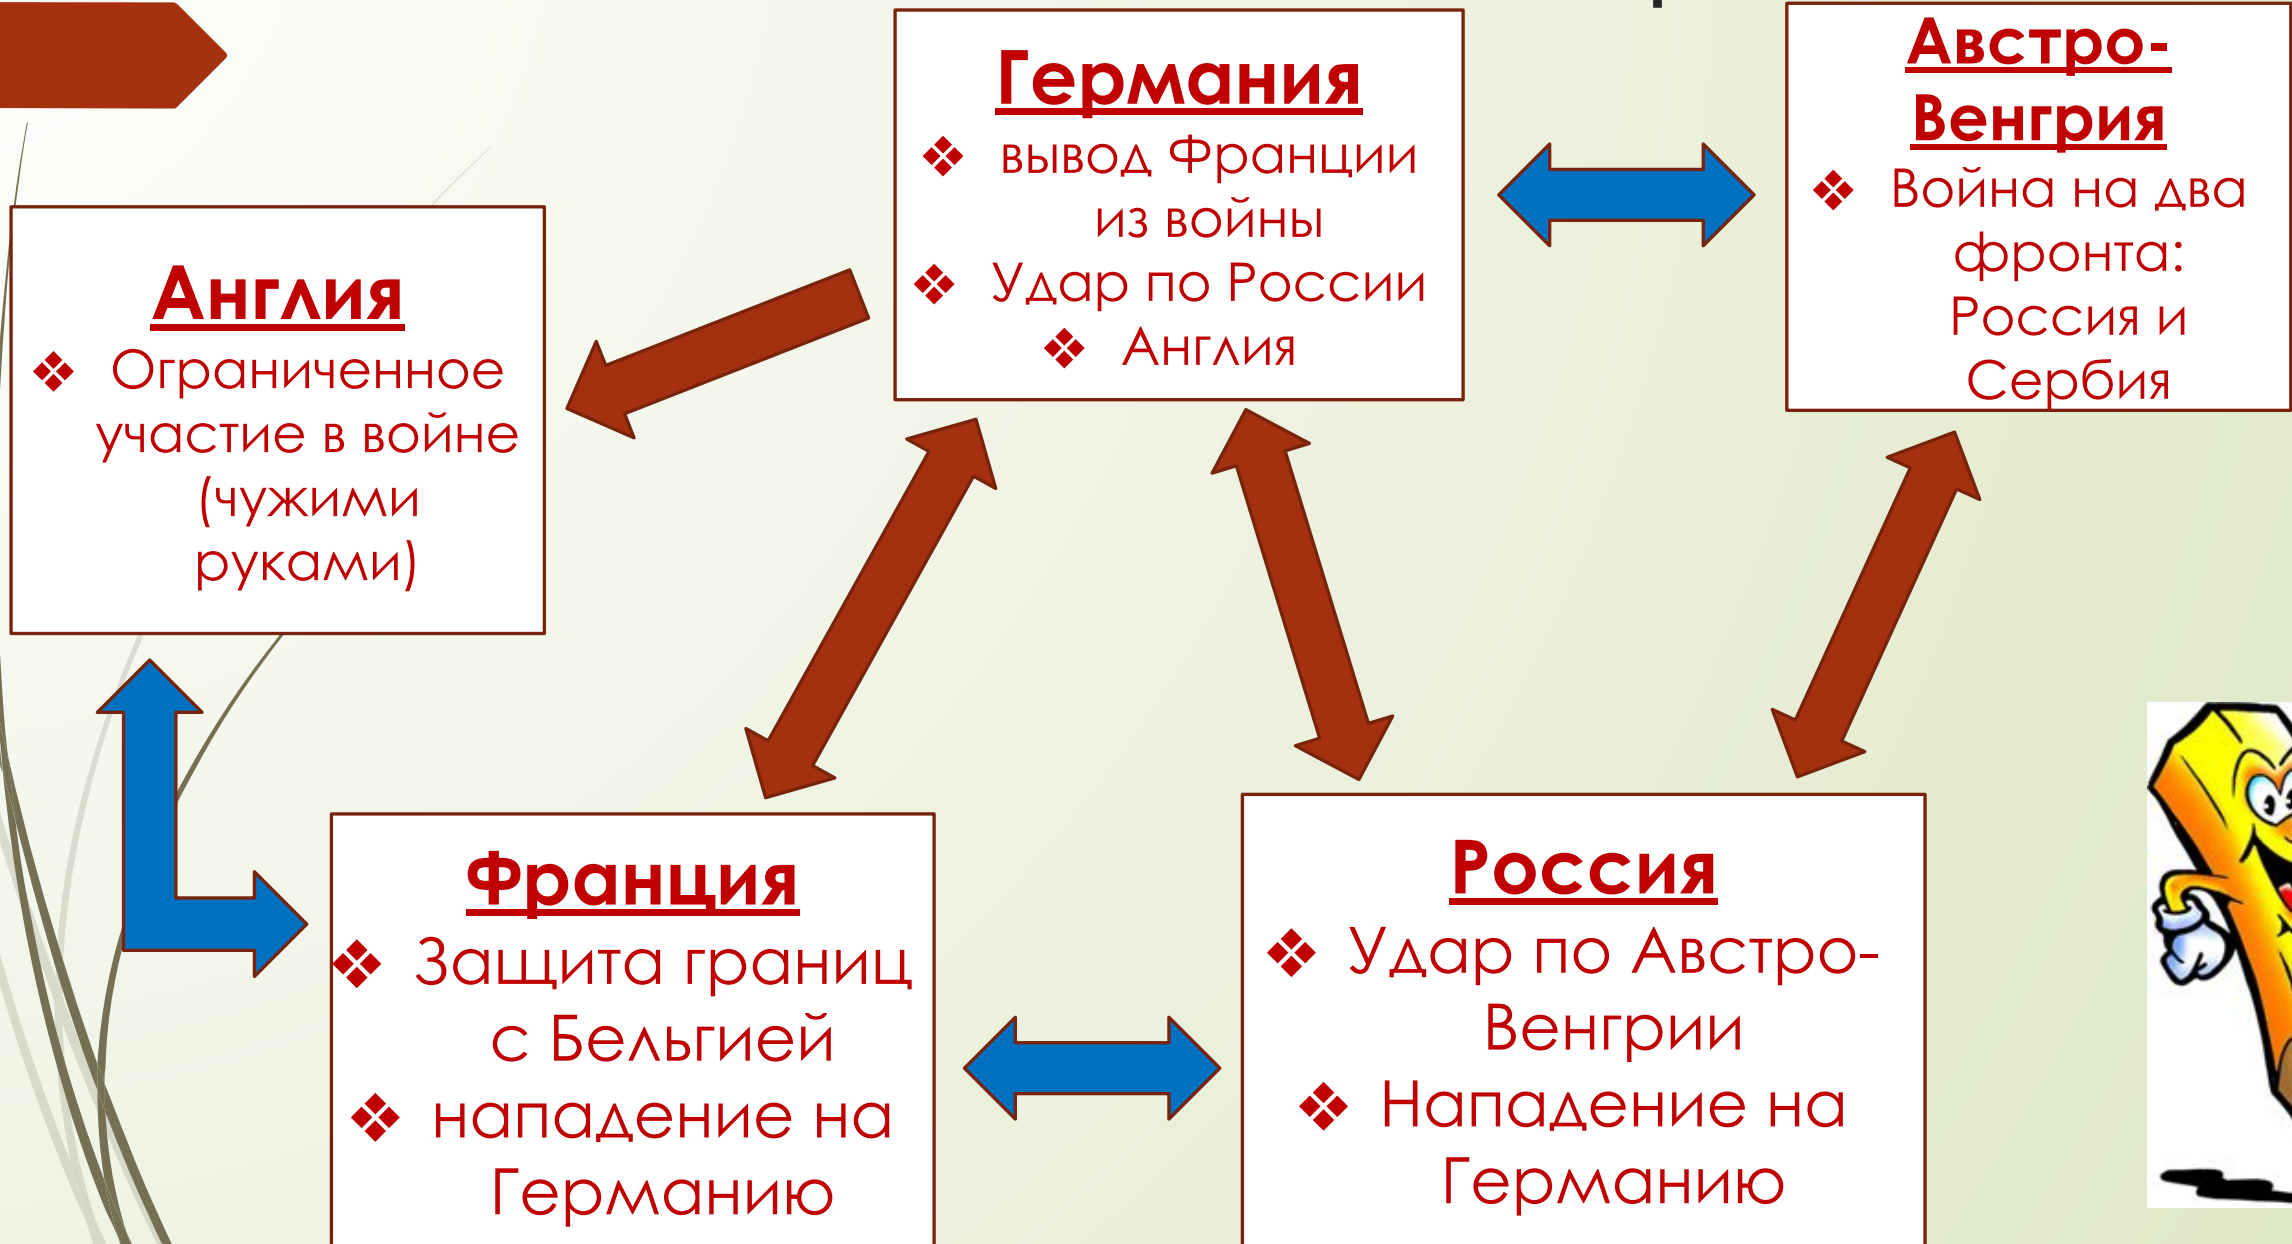 Германия
❖ вывод Франции
из войны
❖ Удар по России
❖ Англия
Австро-
Венгрия
❖ Война на два
фронта:
Россия и
Сербия
Англия
❖ Ограниченное
участие в войне
(чужими
руками)
Франция
❖ Защита границ
с Бельгией
❖ нападение на
Германию
Россия
❖ Удар по Австро-
Венгрии
❖ Нападение на
Германию